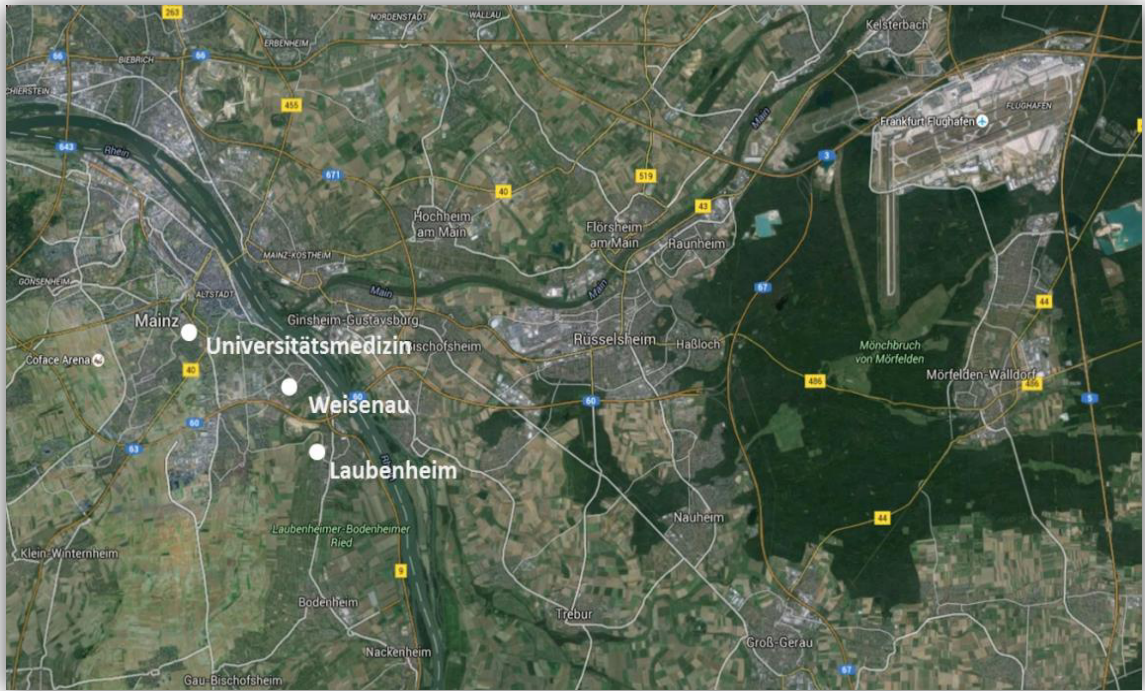 263
NORDENSTADT
WALLAU
Kelsterbach
ERBENHEIM
66
BIEBRICH
66
455
FLUGHAFEN
Main
Frankfurt Flughafen
643
Rhein
3
671
40
519
43
Hochheim
am Main
Flörsheim
am Main
Raunheim
MAINZ-KOSTHEIM
GONSENHEIM
ALTSTADT
Main
Main
67
44
Mainz
Ginsheim-Gustavsburg
Universitätsmedizin
Bischofsheim
Rüsselsheim
Haßloch
Mönchbruch
von Mörfelden
Coface Arena
40
Mörfelden-Walldorf
486
486
Weisenau
60
60
5
60
63
Laubenheim
44
Nauheim
Laubenheimer-Bodenheimer
Ried
Klein-Winternheim
9
Bodenheim
Trebur
Groß-Gerau
Nackenheim
67
Gau-Bischofsheim